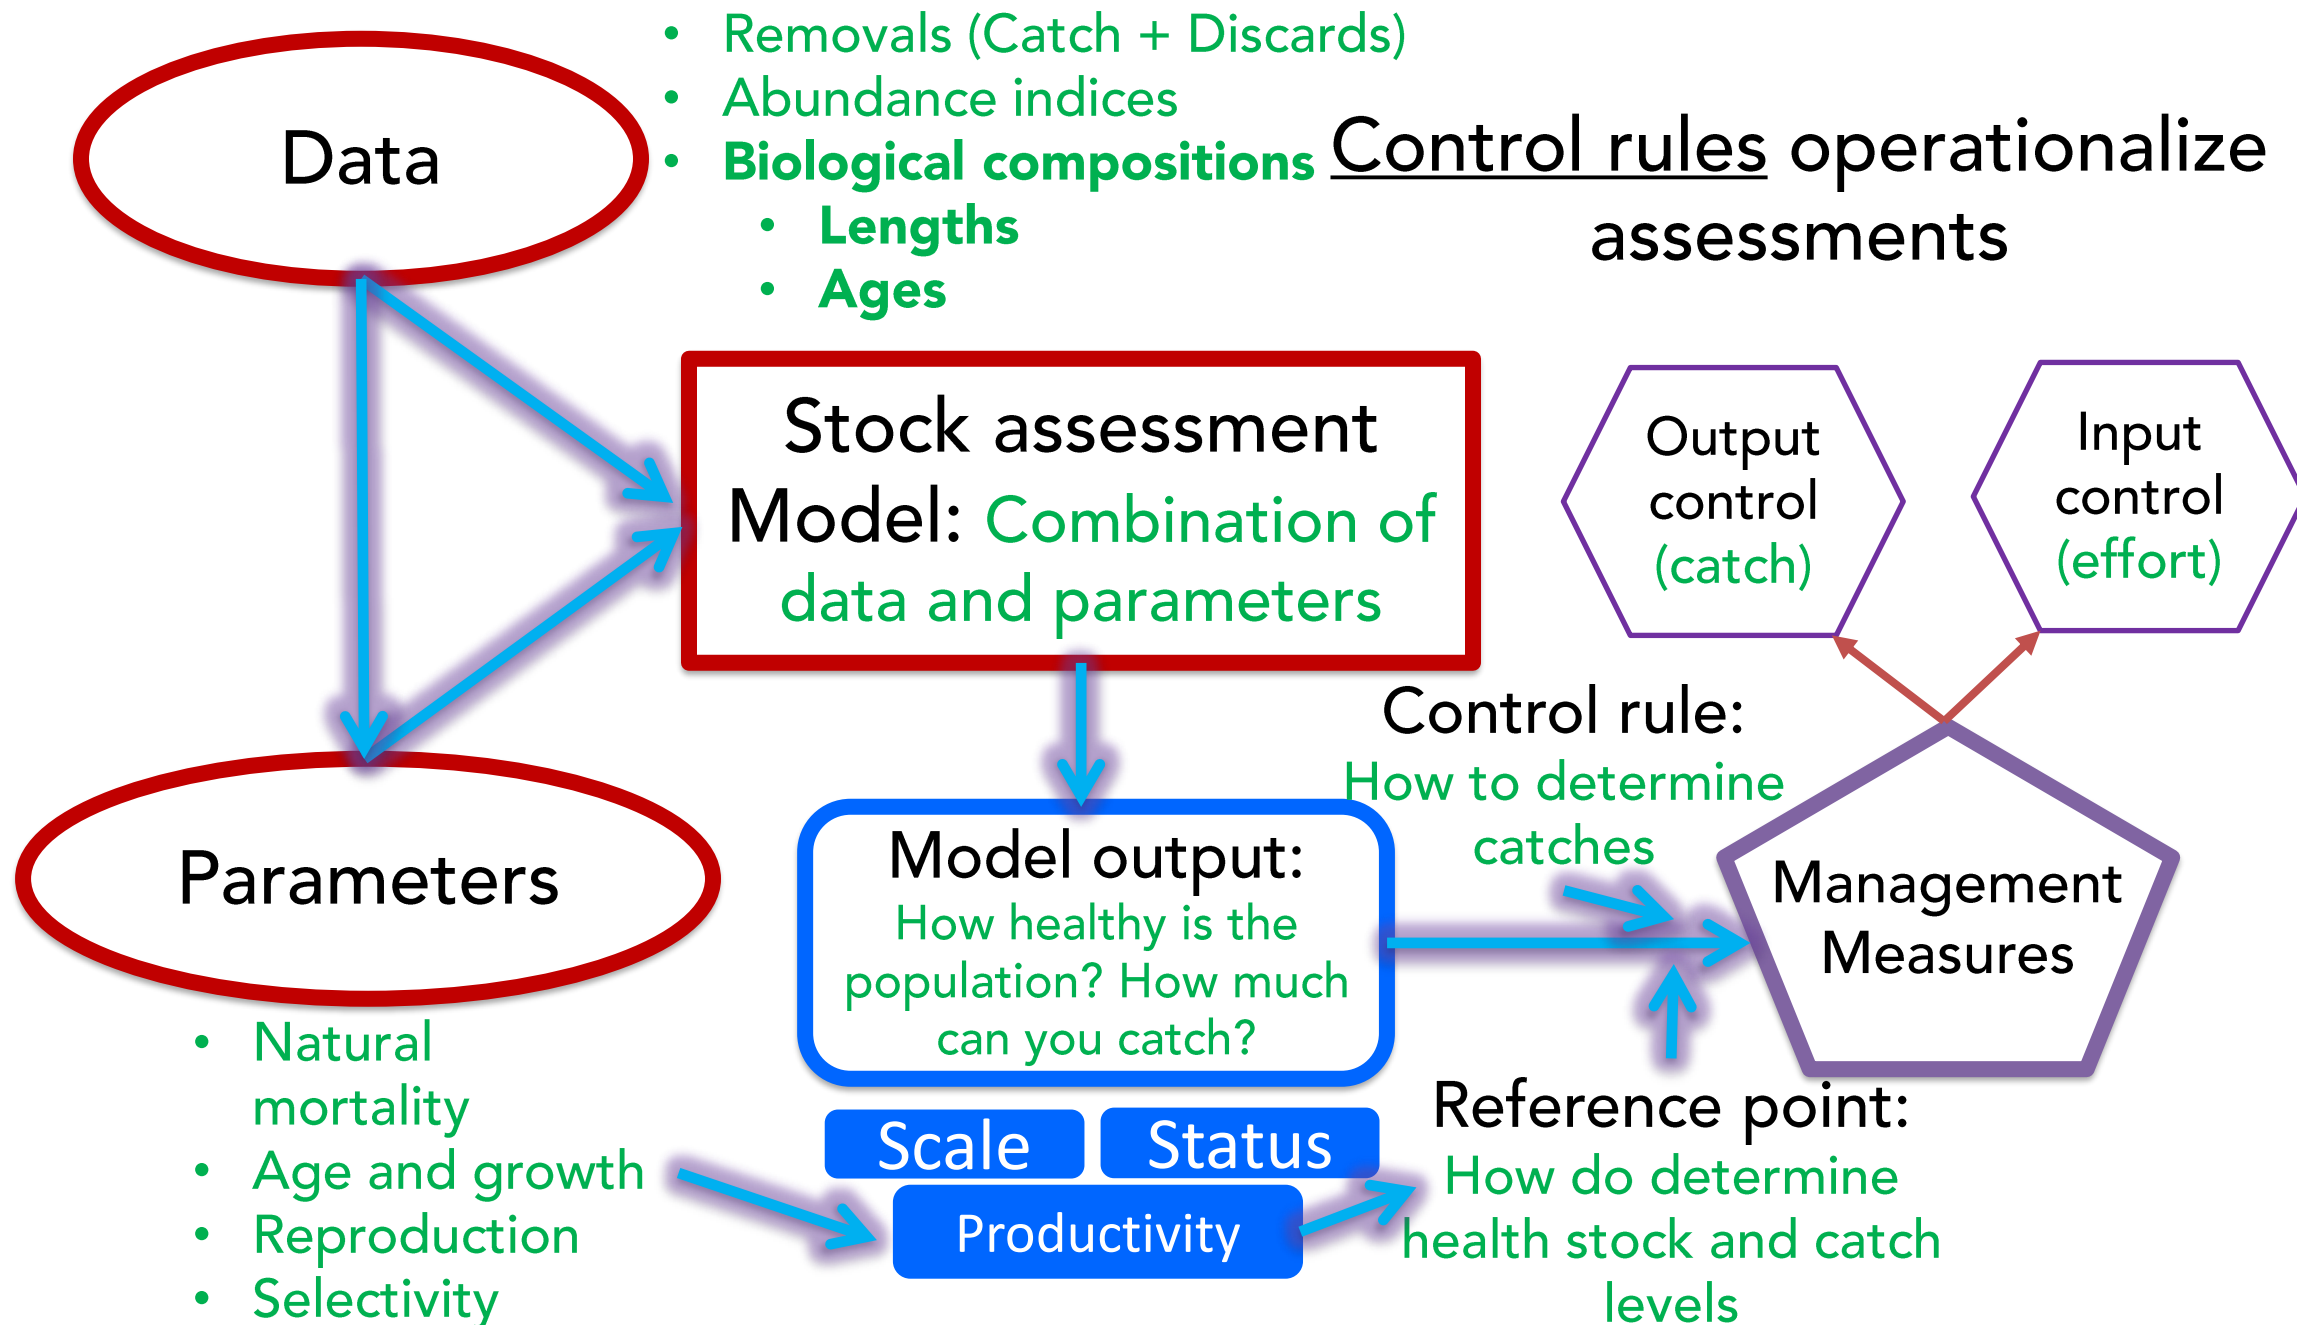 Data
• Removals (Catch + Discards)
• Abundance indices
• Biological compositions
• Lengths
• Ages
Control rules operationalize
assessments
Stock assessment
Model: Combination of
data and parameters
Output
control
(catch)
Input
control
(effort)
Control rule:
How to determine
catches
Parameters
Model output:
How healthy is the
population? How much
can you catch?
Management
Measures
• Natural
mortality
• Age and growth
• Reproduction
• Selectivity
Scale
Status
Productivity
Reference point:
How do determine
health stock and catch
levels